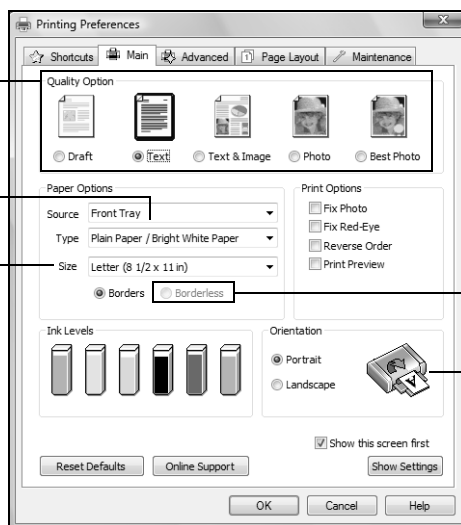 Printing Preferences
X
Shortcuts Main Advanced Page Layout Maintenance
Quality Option
Draft Text Text & Image Photo Best Photo
Paper Options
Source Front Tray
Type Plain Paper / Bright White Paper
Size Letter (8 1/2 x 11 in)
Borders Borderless
Print Options
Fix Photo
Fix Red-Eye
Reverse Order
Print Preview
Ink Levels
Orientation
Portrait
Landscape
A
Show this screen first
Reset Defaults Online Support Show Settings
OK Cancel Help